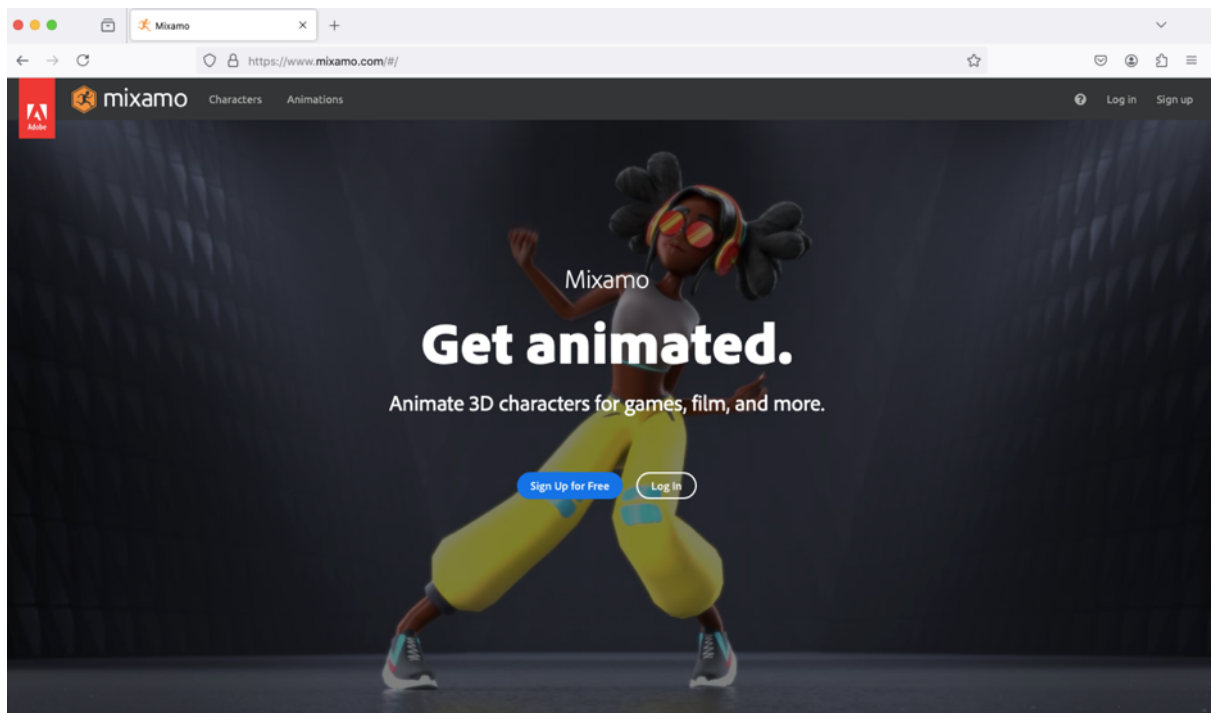 Mixamo
https://www.mixamo.com/#/
Adobe
mixamo Characters Animations Log in Sign up
Mixamo
Get animated.
Animate 3D characters for games, film, and more.
Sign Up for Free Log In